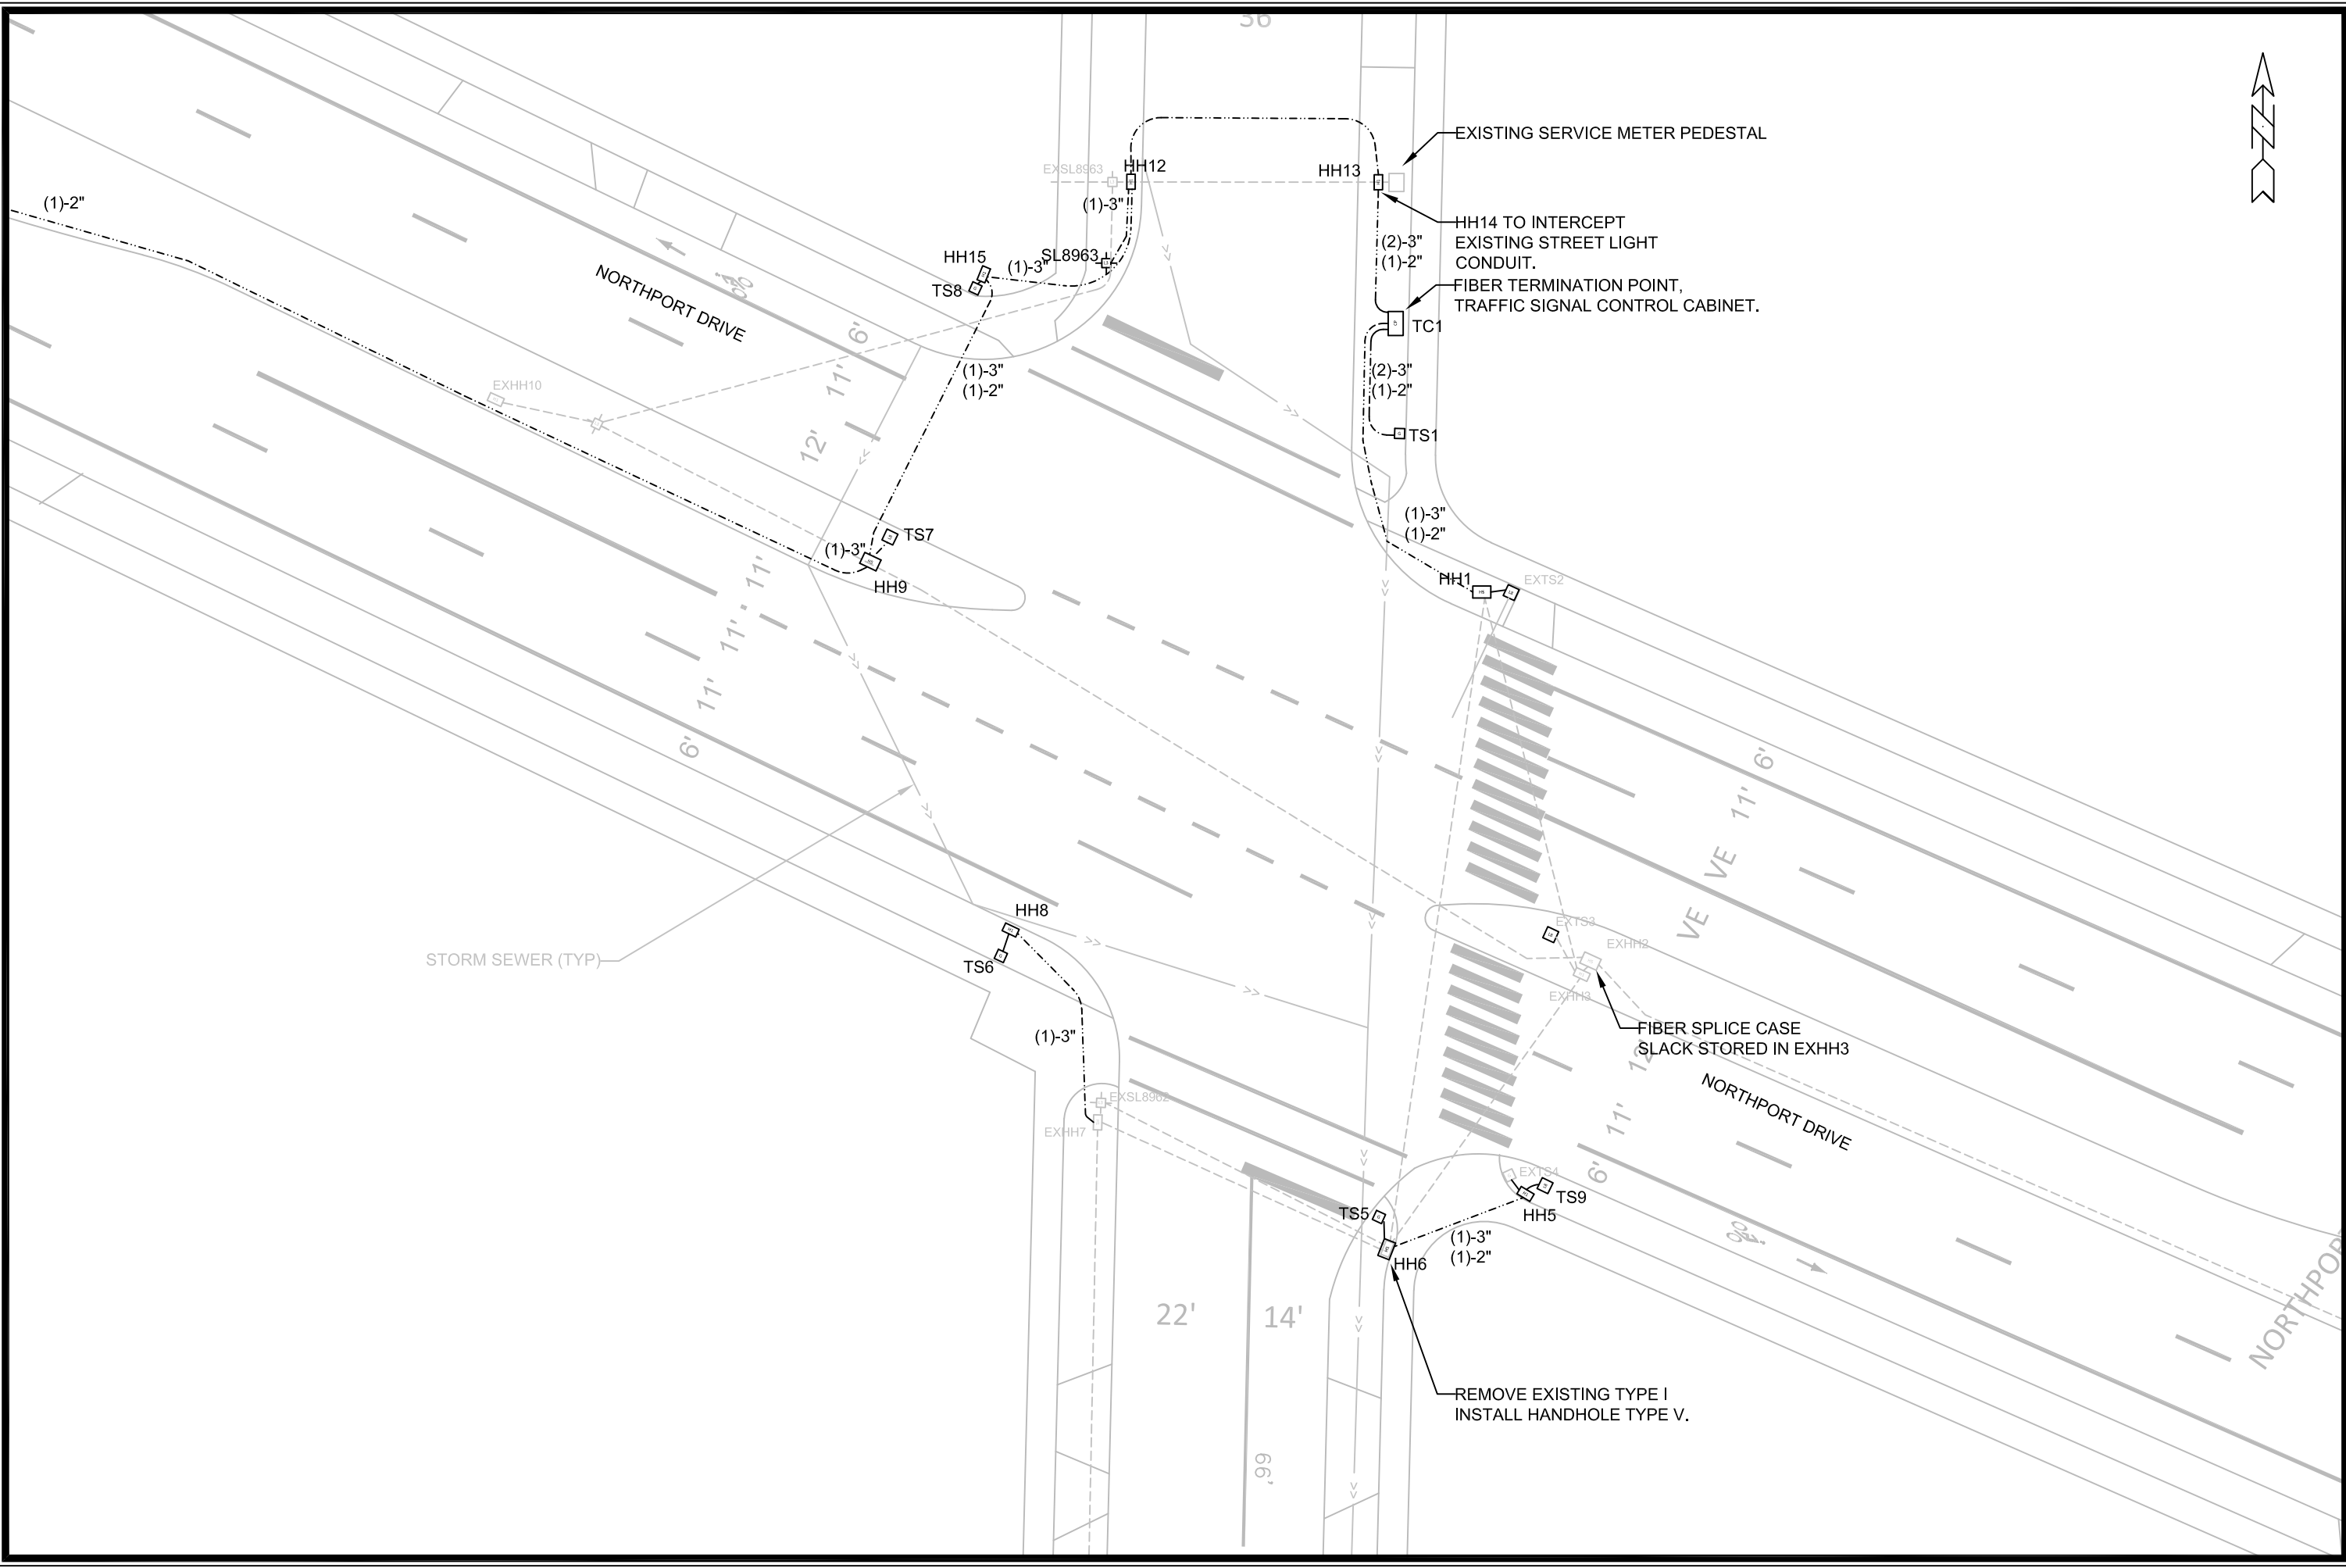 36
EXISTING SERVICE METER PEDESTAL
EXSL8963
HH12
HH13
(1)-2"
(1)-3"
HH14 TO INTERCEPT
EXISTING STREET LIGHT
CONDUIT.
(2)-3"
(1)-2"
HH15
(1)-3"
SL8963
TS8
NORTHPORT DRIVE
FIBER TERMINATION POINT,
TRAFFIC SIGNAL CONTROL CABINET.
TC1
6'
11'
12'
(1)-3"
(1)-2"
(2)-3"
(1)-2"
EXHH10
TS1
(1)-3"
(1)-2"
TS7
(1)-3"
HH9
HH1
EXTS2
11'
11'
11'
6'
6'
11'
VE
VE
HH8
TS6
STORM SEWER (TYP)
EXTS3
EXHH2
EXHH3
FIBER SPLICE CASE
SLACK STORED IN EXHH3
(1)-3"
12'
11'
6'
NORTHPORT DRIVE
EXSL8962
EXHH7
EXTS4
TS9
HH5
TS5
HH6
(1)-3"
(1)-2"
22'
14'
REMOVE EXISTING TYPE I
INSTALL HANDHOLE TYPE V.
66'
NORTHPOR
N